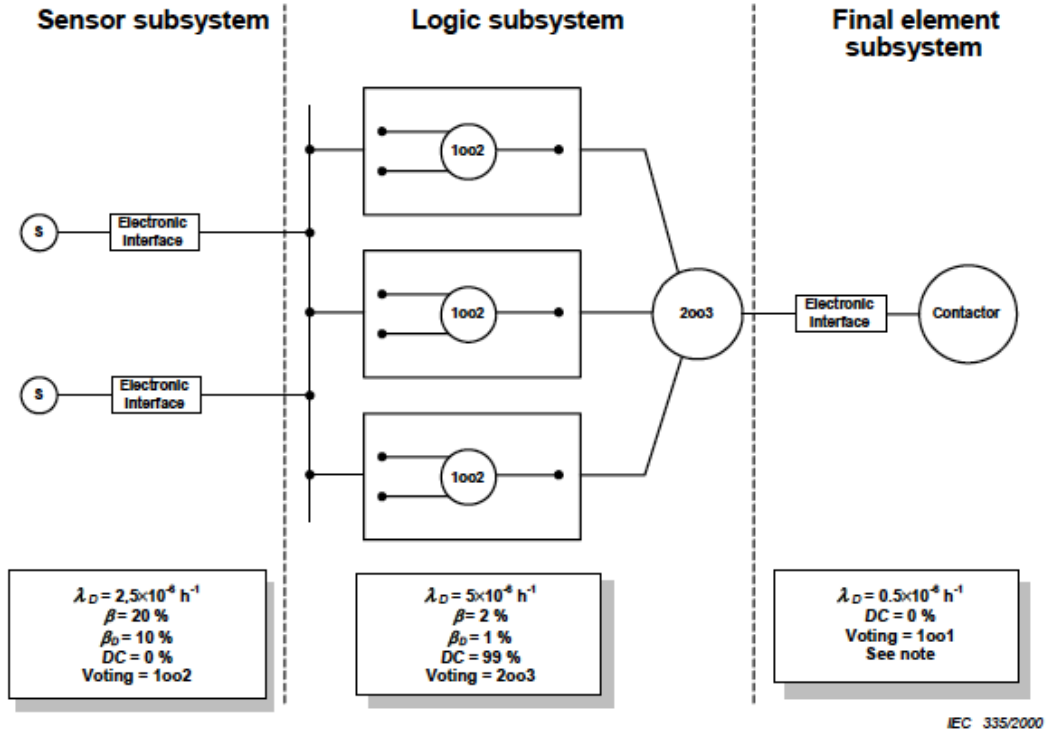 Sensor subsystem
Logic subsystem
Final element
subsystem
1oo2
S
Electronic
Interface
1oo2
2oo3
Electronic
Interface
Contactor
S
Electronic
Interface
1oo2
λD = 2,5×10⁻⁶ h⁻¹
β = 20 %
βD = 10 %
DC = 0 %
Voting = 1oo2
λD = 5×10⁻⁶ h⁻¹
β = 2 %
βD = 1 %
DC = 99 %
Voting = 2oo3
λD = 0.5×10⁻⁶ h⁻¹
DC = 0 %
Voting = 1oo1
See note
IEC 335/2000